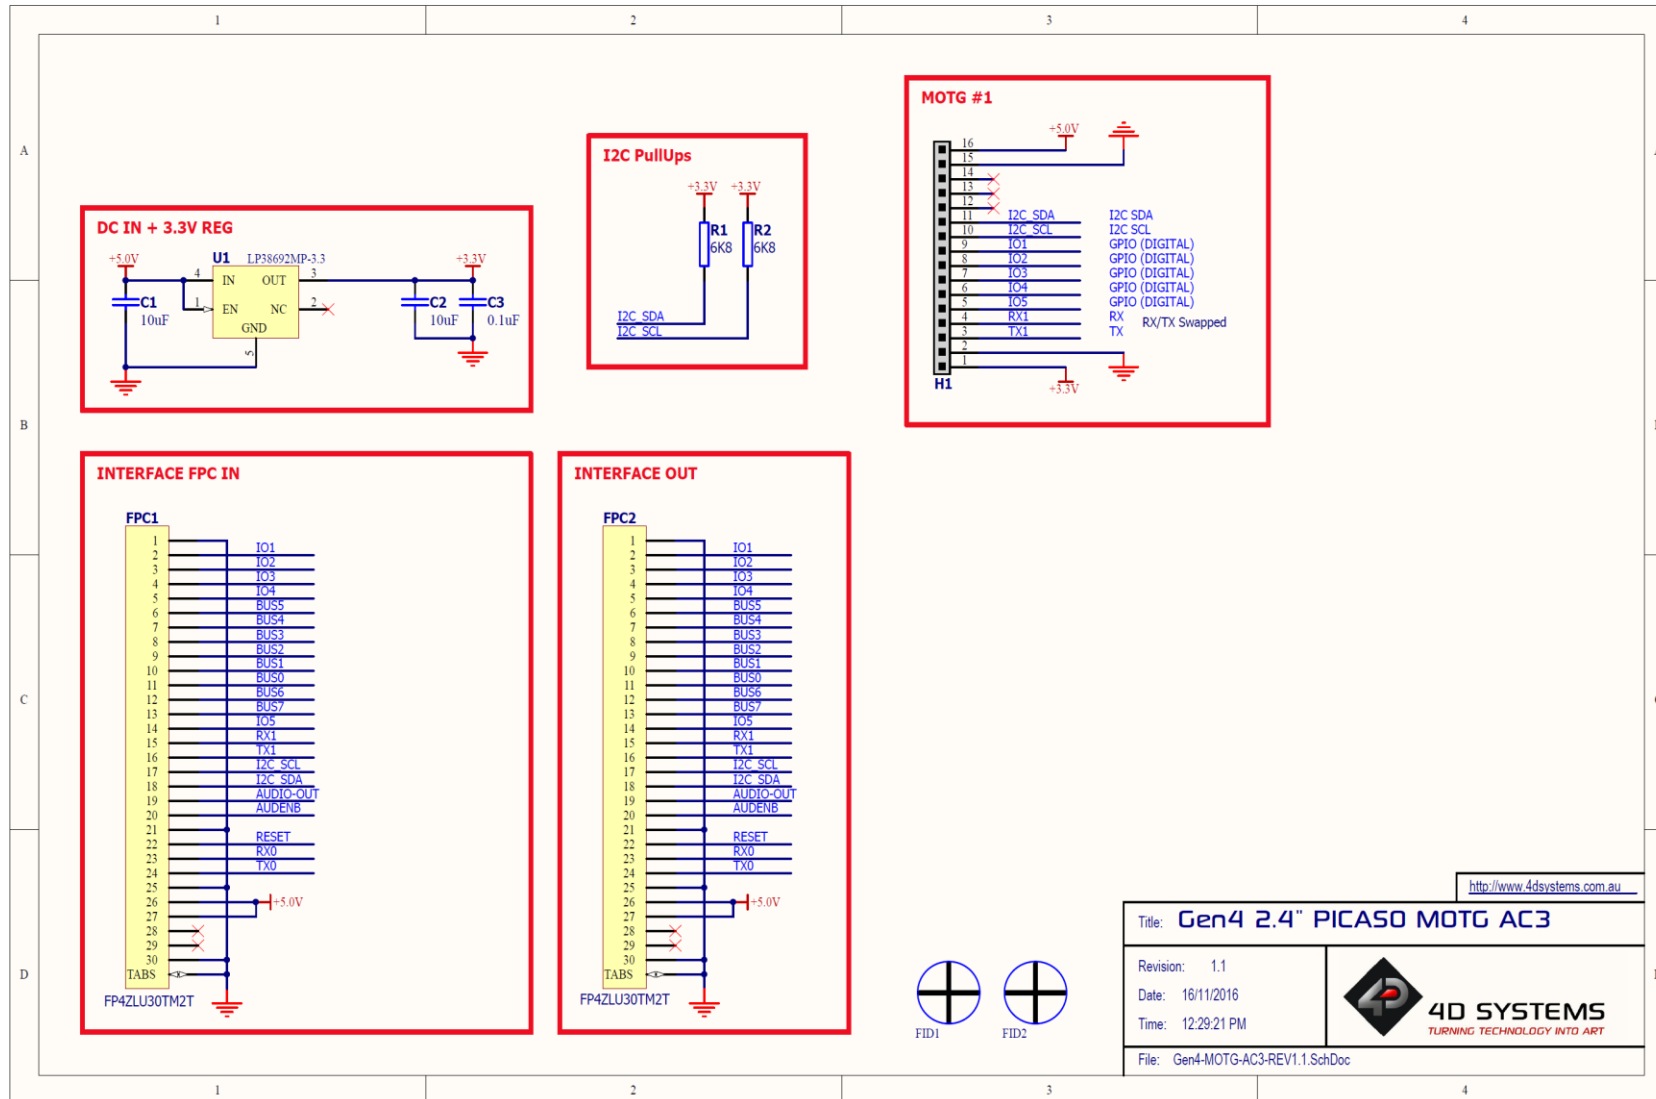 1 2 3 4
A
B
C
D
MOTG #1
+5.0V
16
15
14
13
12
11 I2C_SDA I2C SDA
10 I2C_SCL I2C SCL
9 IO1 GPIO (DIGITAL)
8 IO2 GPIO (DIGITAL)
7 IO3 GPIO (DIGITAL)
6 IO4 GPIO (DIGITAL)
5 IO5 GPIO (DIGITAL)
4 RX1 RX
RX/TX Swapped
3 TX1 TX
2
1
H1
+3.3V
I2C PullUps
+3.3V +3.3V
R1 R2
6K8 6K8
I2C_SDA
I2C_SCL
DC IN + 3.3V REG
+5.0V U1 LP38692MP-3.3 +3.3V
4 IN OUT 3
1 EN NC 2
GND
5
C1
10uF
C2
10uF
C3
0.1uF
INTERFACE FPC IN
FPC1
1
2 IO1
3 IO2
4 IO3
5 IO4
6 BUS5
7 BUS4
8 BUS3
9 BUS2
10 BUS1
11 BUS0
12 BUS6
13 BUS7
14 IO5
15 RX1
16 TX1
17 I2C_SCL
18 I2C_SDA
19 AUDIO-OUT
20 AUDENB
21
22 RESET
23 RX0
24 TX0
25
26 +5.0V
27
28
29
30
TABS
FP4ZLU30TM2T
INTERFACE OUT
FPC2
1
2 IO1
3 IO2
4 IO3
5 IO4
6 BUS5
7 BUS4
8 BUS3
9 BUS2
10 BUS1
11 BUS0
12 BUS6
13 BUS7
14 IO5
15 RX1
16 TX1
17 I2C_SCL
18 I2C_SDA
19 AUDIO-OUT
20 AUDENB
21
22 RESET
23 RX0
24 TX0
25
26 +5.0V
27
28
29
30
TABS
FP4ZLU30TM2T
FID1 FID2
http://www.4dsystems.com.au
Title: Gen4 2.4" PICASO MOTG AC3
Revision: 1.1
Date: 16/11/2016
Time: 12:29:21 PM
4D SYSTEMS
TURNING TECHNOLOGY INTO ART
File: Gen4-MOTG-AC3-REV1.1.SchDoc
1 2 3 4